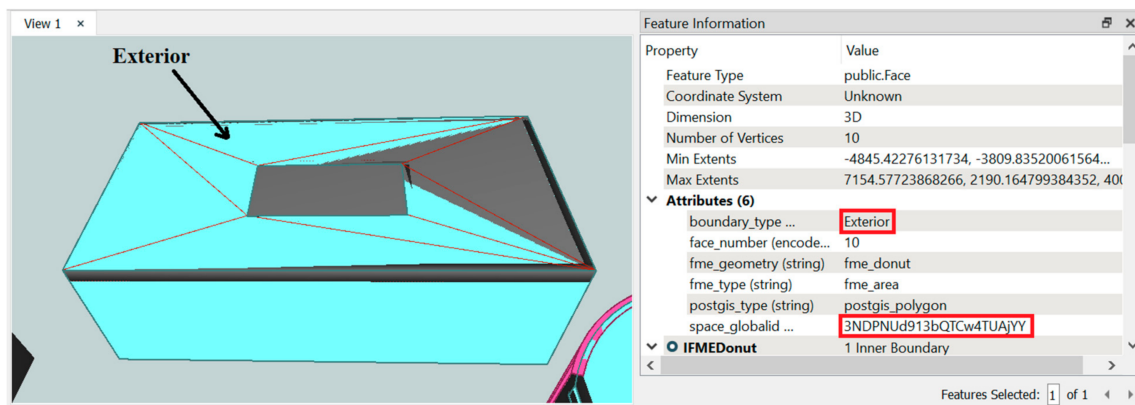 View 1 ×
Exterior
Feature Information
Property Value
Feature Type public.Face
Coordinate System Unknown
Dimension 3D
Number of Vertices 10
Min Extents -4845.42276131734, -3809.83520061564...
Max Extents 7154.57723868266, 2190.164799384352, 400
Attributes (6)
boundary_type ... Exterior
face_number (encode... 10
fme_geometry (string) fme_donut
fme_type (string) fme_area
postgis_type (string) postgis_polygon
space_globalid ... 3NDPNUd913bQTCw4TUAjYY
IFMEDonut 1 Inner Boundary
Features Selected: 1 of 1